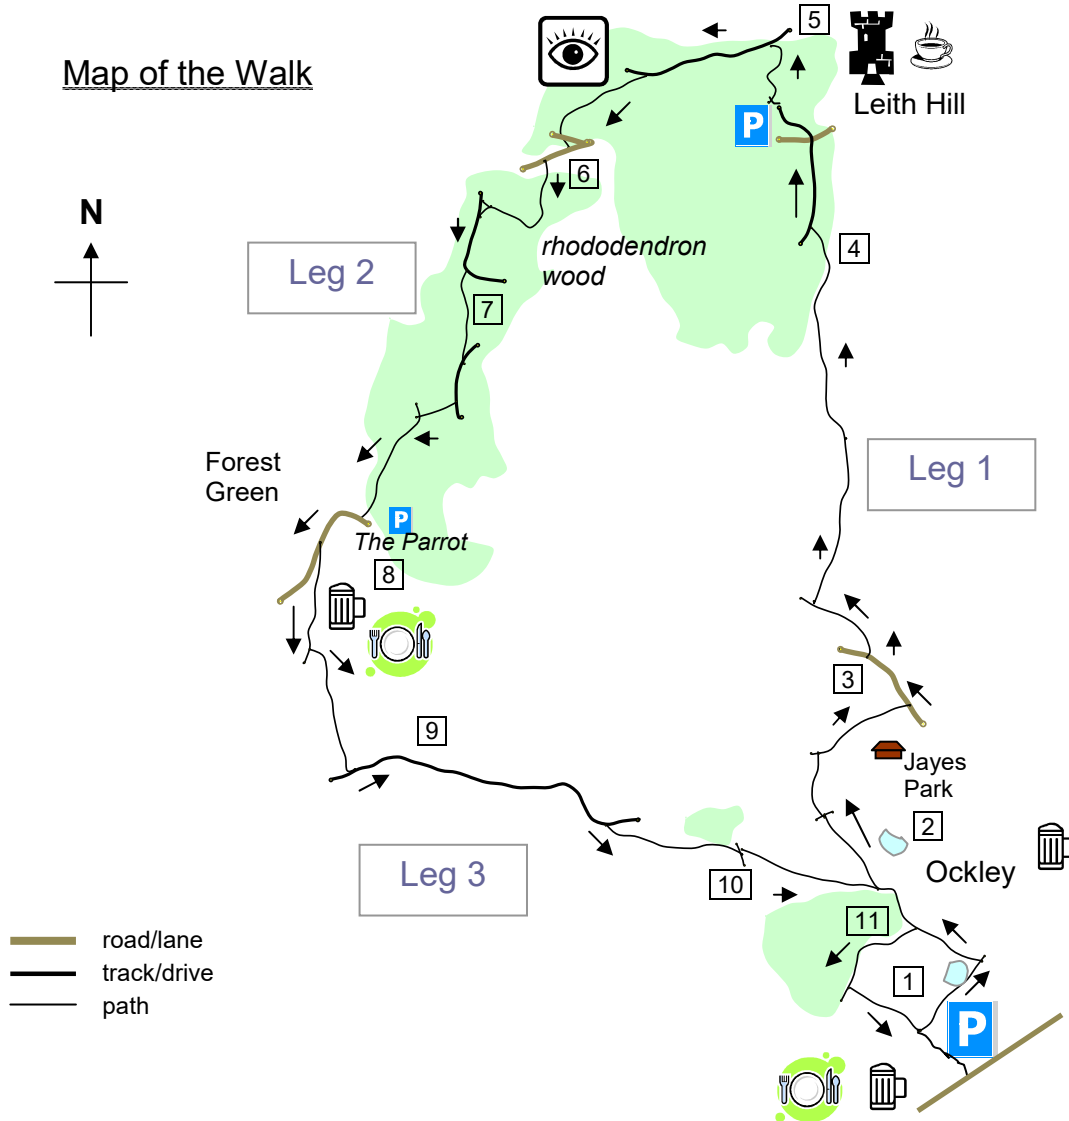 Map of the Walk
5
Leith Hill
P
6
N
4
rhododendron
wood
Leg 2
7
Forest
Green
Leg 1
P
The Parrot
8
3
9
Jayes
Park
2
Leg 3
Ockley
10
11
road/lane
track/drive
path
1
P